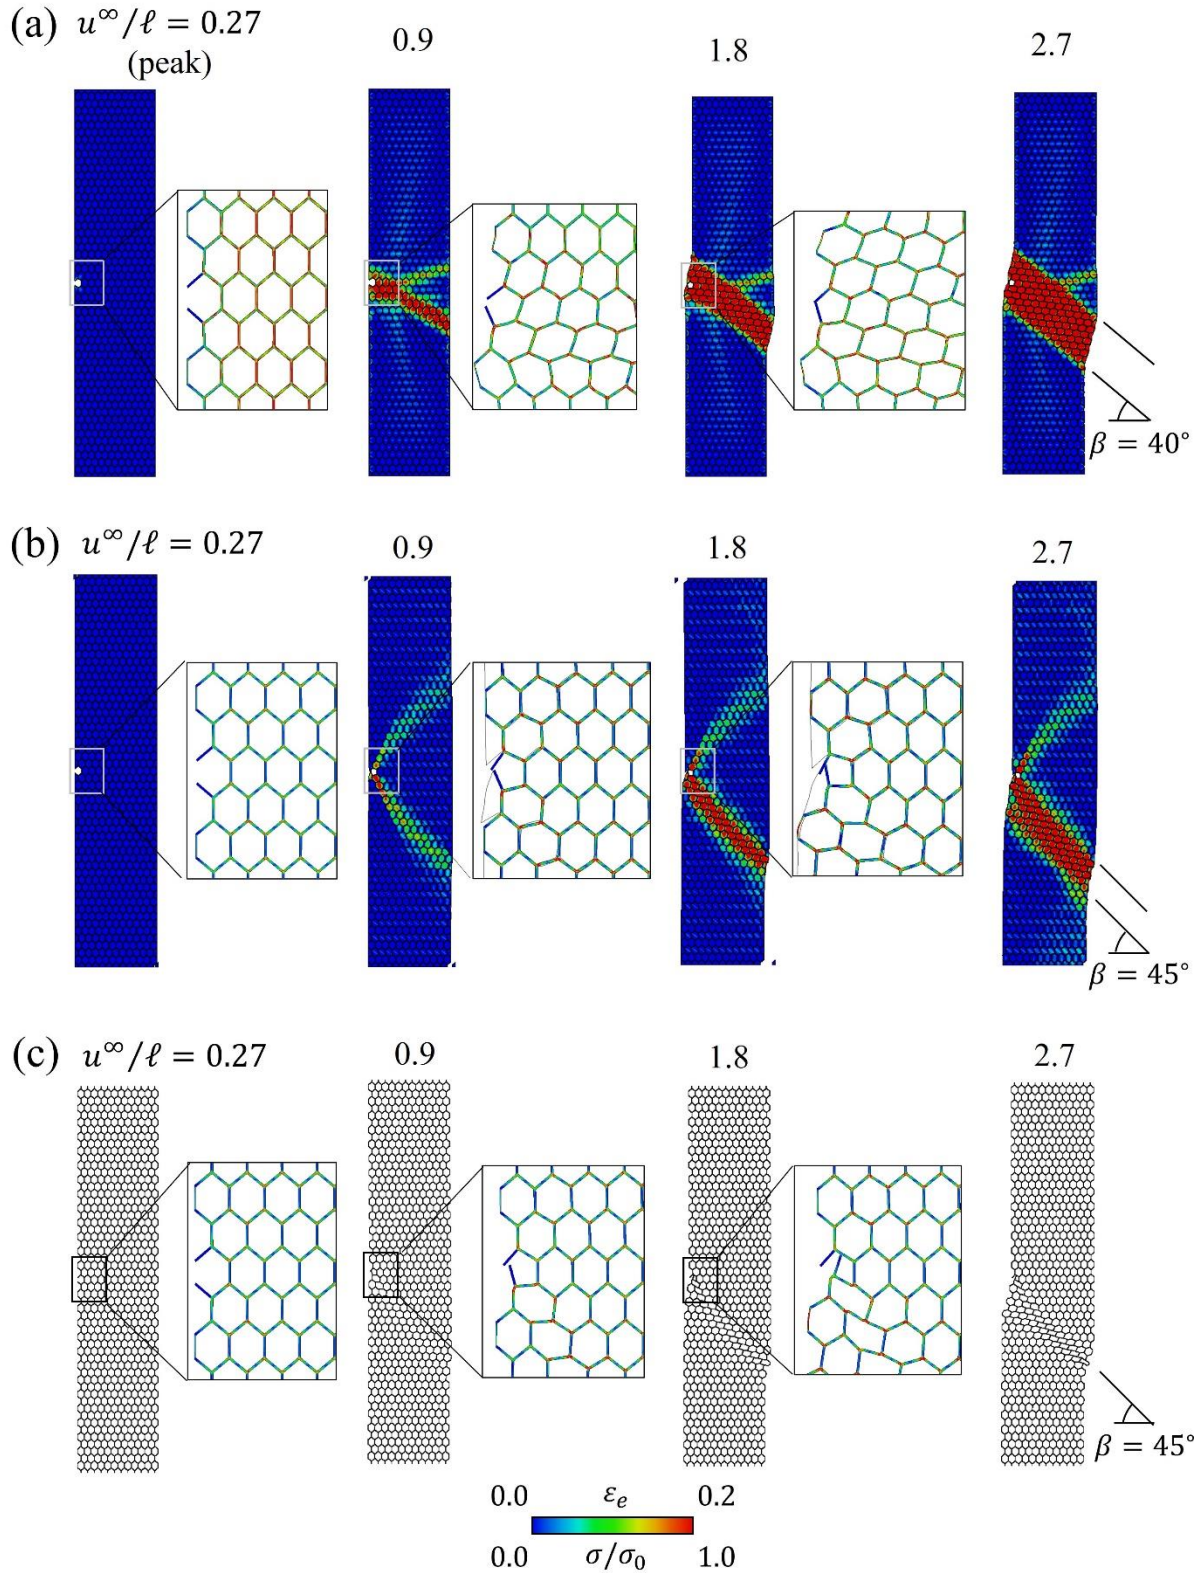 (a) u∞/ℓ = 0.27 0.9 1.8 2.7
(peak)
β = 40°
(b) u∞/ℓ = 0.27 0.9 1.8 2.7
β = 45°
(c) u∞/ℓ = 0.27 0.9 1.8 2.7
β = 45°
0.0 εe 0.2
0.0 σ/σ0 1.0